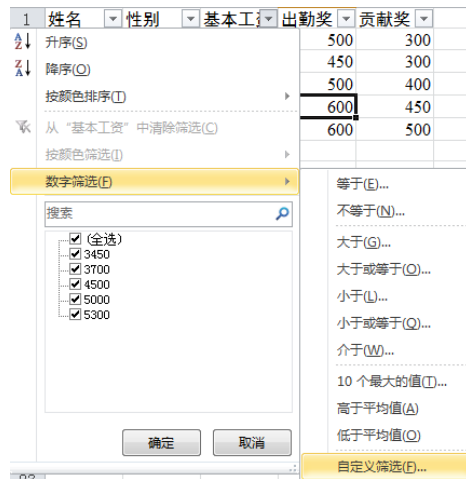 1 姓名 性别 基本工 出勤奖 贡献奖
升序(S) 500 300
降序(O) 450 300
按颜色排序(T) 500 400
600 450
从“基本工资”中清除筛选(C) 600 500
按颜色筛选(I)
数字筛选(F)
等于(E)...
搜索
不等于(N)...
(全选)
3450
3700
4500
5000
5300
大于(G)...
大于或等于(O)...
小于(L)...
小于或等于(Q)...
介于(W)...
10 个最大的值(T)...
高于平均值(A)
低于平均值(O)
确定 取消
自定义筛选(F)...